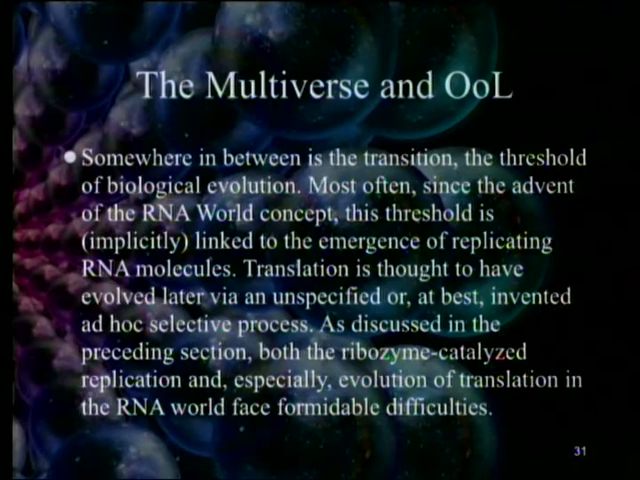 The Multiverse and OoL
Somewhere in between is the transition, the threshold
of biological evolution. Most often, since the advent
of the RNA World concept, this threshold is
(implicitly) linked to the emergence of replicating
RNA molecules. Translation is thought to have
evolved later via an unspecified or, at best, invented
ad hoc selective process. As discussed in the
preceding section, both the ribozyme-catalyzed
replication and, especially, evolution of translation in
the RNA world face formidable difficulties.
31